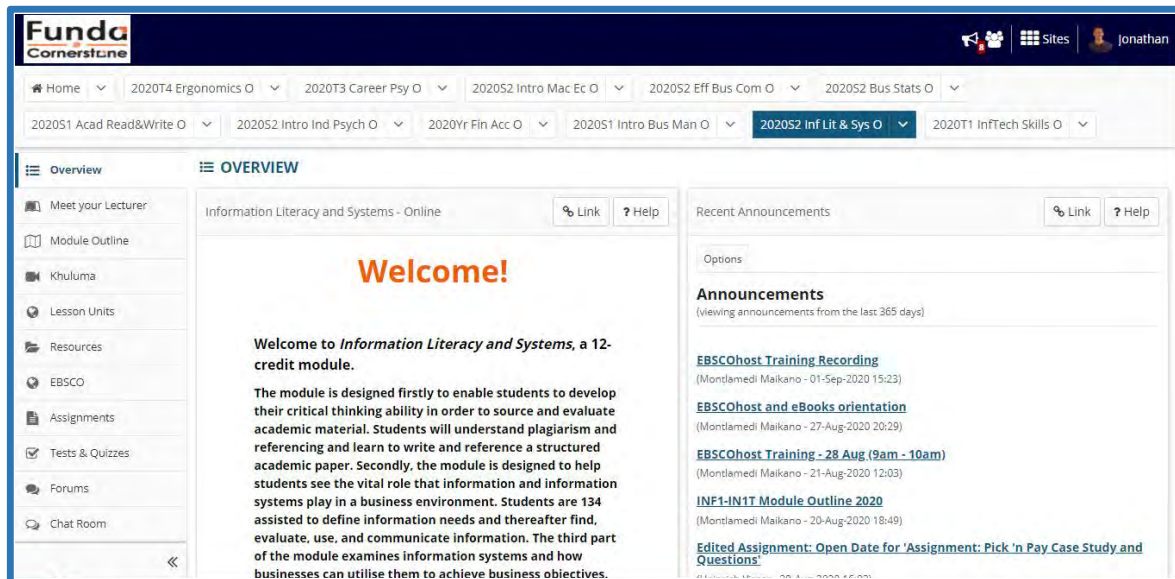 Funda
Cornerstone
8
Sites
Jonathan
Home
2020T4 Ergonomics O
2020T3 Career Psy O
2020S2 Intro Mac Ec O
2020S2 Eff Bus Com O
2020S2 Bus Stats O
2020S1 Acad Read&Write O
2020S2 Intro Ind Psych O
2020Yr Fin Acc O
2020S1 Intro Bus Man O
2020S2 Inf Lit & Sys O
2020T1 InfTech Skills O
Overview
Meet your Lecturer
Module Outline
Khuluma
Lesson Units
Resources
EBSCO
Assignments
Tests & Quizzes
Forums
Chat Room
OVERVIEW
Information Literacy and Systems - Online
Link
? Help
Welcome!
Welcome to Information Literacy and Systems, a 12-
credit module.
The module is designed firstly to enable students to develop
their critical thinking ability in order to source and evaluate
academic material. Students will understand plagiarism and
referencing and learn to write and reference a structured
academic paper. Secondly, the module is designed to help
students see the vital role that information and information
systems play in a business environment. Students are 134
assisted to define information needs and thereafter find,
evaluate, use, and communicate information. The third part
of the module examines information systems and how
businesses can utilise them to achieve business objectives.
Recent Announcements
Link
? Help
Options
Announcements
(viewing announcements from the last 365 days)
EBSCOhost Training Recording
(Montlamedi Maikano - 01-Sep-2020 15:23)
EBSCOhost and eBooks orientation
(Montlamedi Maikano - 27-Aug-2020 20:29)
EBSCOhost Training - 28 Aug (9am - 10am)
(Montlamedi Maikano - 21-Aug-2020 12:03)
INF1-IN1T Module Outline 2020
(Montlamedi Maikano - 20-Aug-2020 18:49)
Edited Assignment: Open Date for 'Assignment: Pick 'n Pay Case Study and
Questions'